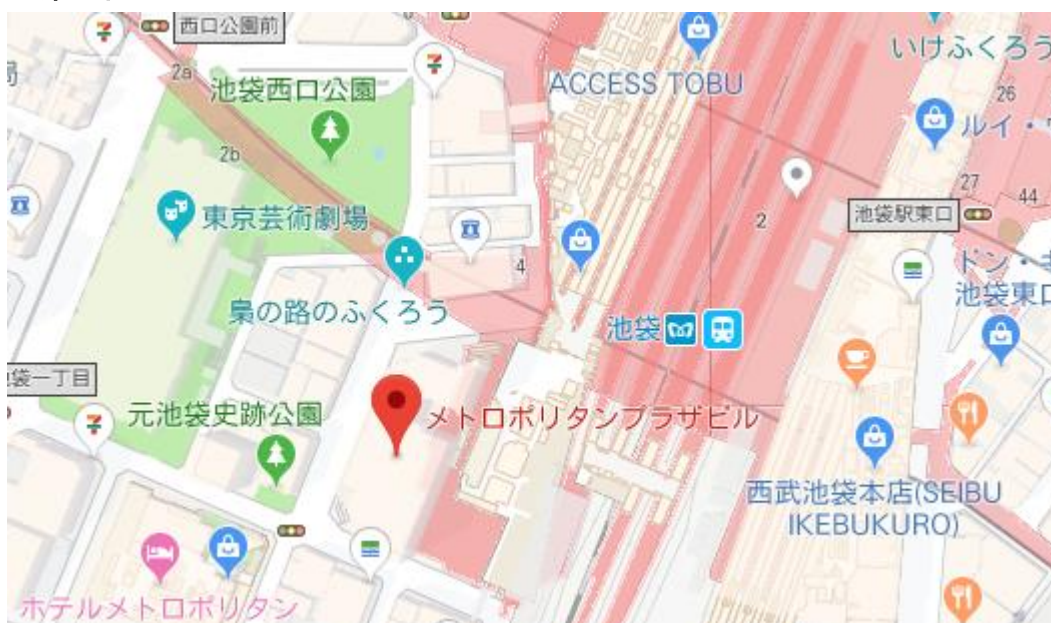 西口公園前
2a
池袋西口公園
2b
東京芸術劇場
梟の路のふくろう
4
ACCESS TOBU
いけふくろう
26
ルイ・
27
44
池袋駅東口
2
ドン・キ
池袋東口
池袋
袋一丁目
元池袋史跡公園
メトロポリタンプラザビル
西武池袋本店(SEIBU
IKEBUKURO)
ホテルメトロポリタン